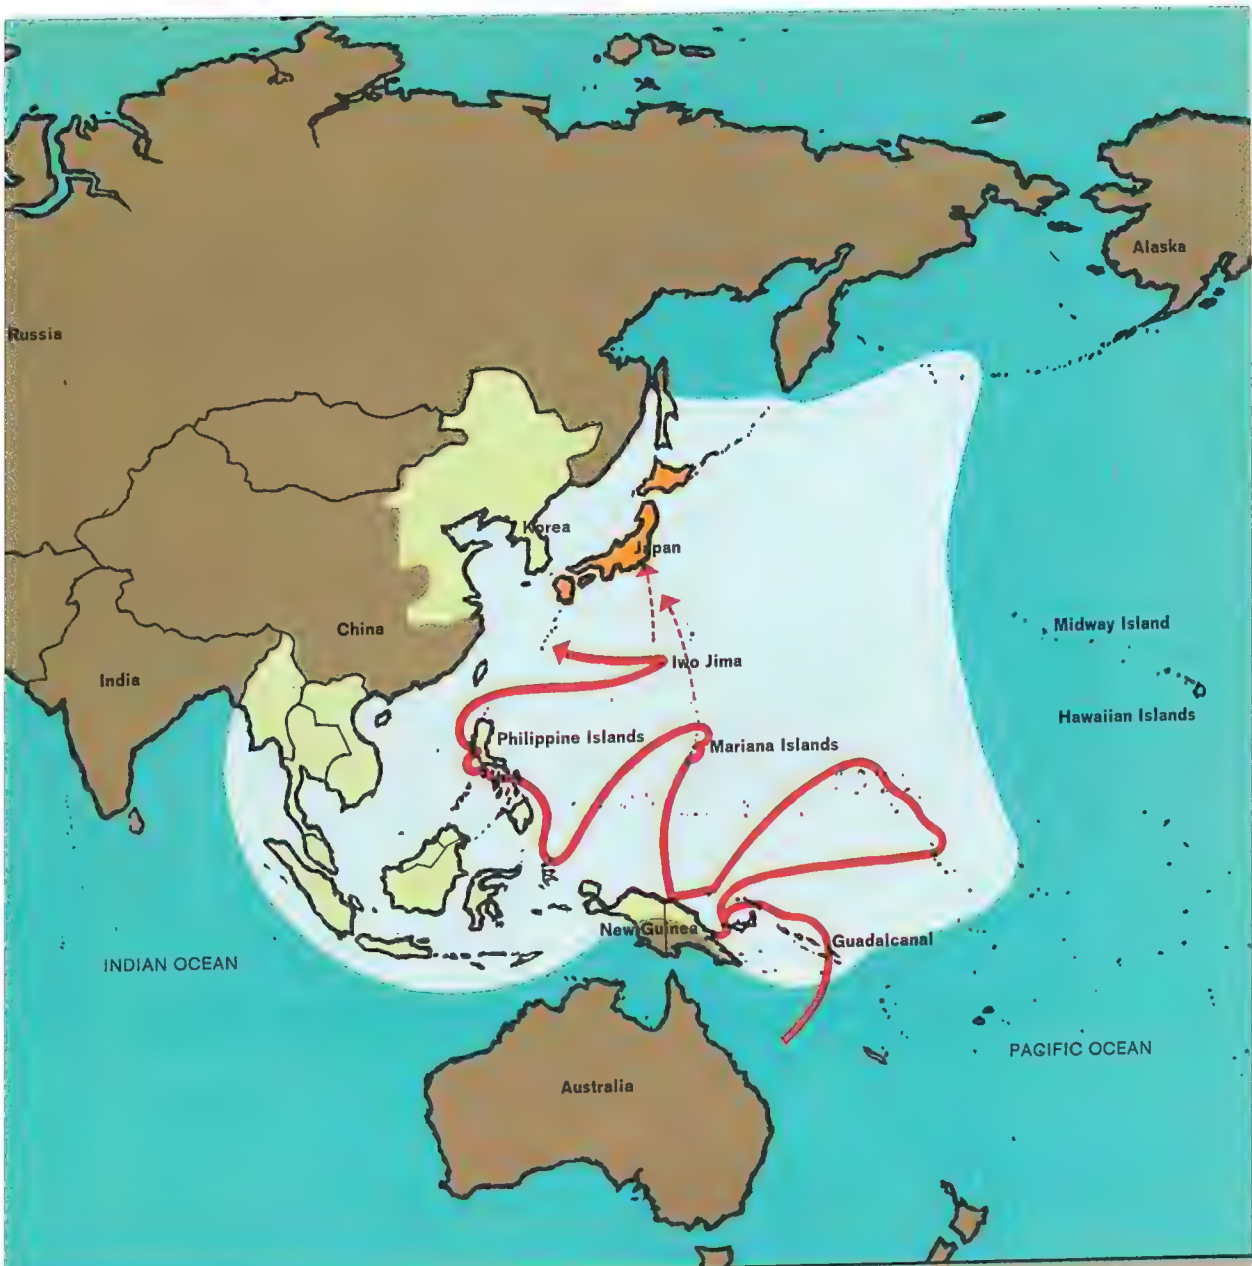 Alaska
Russia
Korea
Japan
China
Midway Island
Iwo Jima
India
Hawaiian Islands
Philippine Islands
Mariana Islands
New Guinea
Guadalcanal
INDIAN OCEAN
PACIFIC OCEAN
Australia